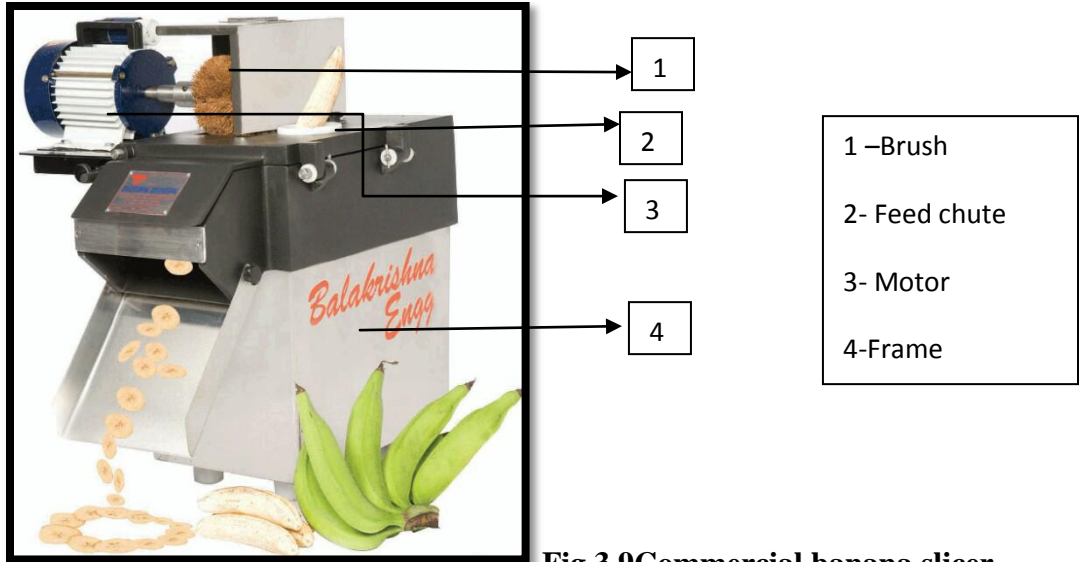 1
2
3
4
1 –Brush
2- Feed chute
3- Motor
4-Frame
Balakrishna
Engg
Fig 3.9Commercial banana slicer